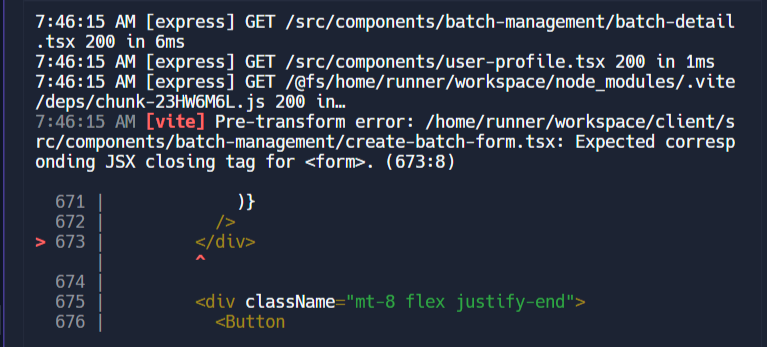 7:46:15 AM [express] GET /src/components/batch-management/batch-detail
.tsx 200 in 6ms
7:46:15 AM [express] GET /src/components/user-profile.tsx 200 in 1ms
7:46:15 AM [express] GET /@fs/home/runner/workspace/node_modules/.vite
/deps/chunk-23HW6M6L.js 200 in…
7:46:15 AM [vite] Pre-transform error: /home/runner/workspace/client/s
rc/components/batch-management/create-batch-form.tsx: Expected corresp
onding JSX closing tag for <form>. (673:8)
  671 |             )}
  672 |           />
> 673 |         </div>
      |         ^
  674 |
  675 |         <div className="mt-8 flex justify-end">
  676 |           <Button